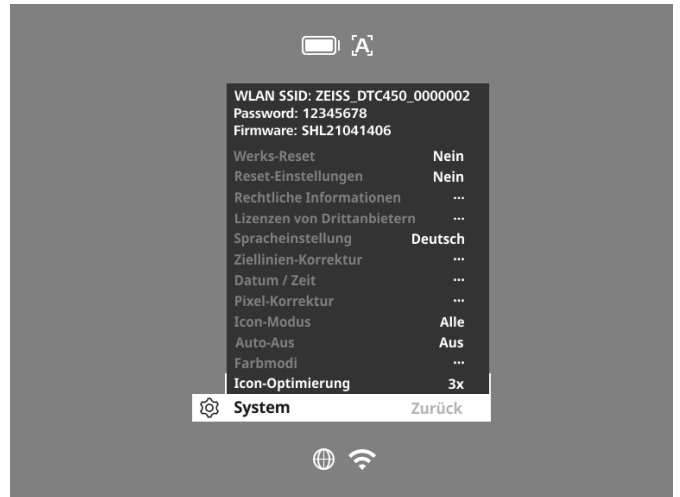 [A]
WLAN SSID: ZEISS_DTC450_0000002
Password: 12345678
Firmware: SHL21041406
Werks-Reset Nein
Reset-Einstellungen Nein
Rechtliche Informationen ...
Lizenzen von Drittanbietern ...
Spracheinstellung Deutsch
Ziellinien-Korrektur ...
Datum / Zeit ...
Pixel-Korrektur ...
Icon-Modus Alle
Auto-Aus Aus
Farbmodi ...
Icon-Optimierung 3x
System Zurück